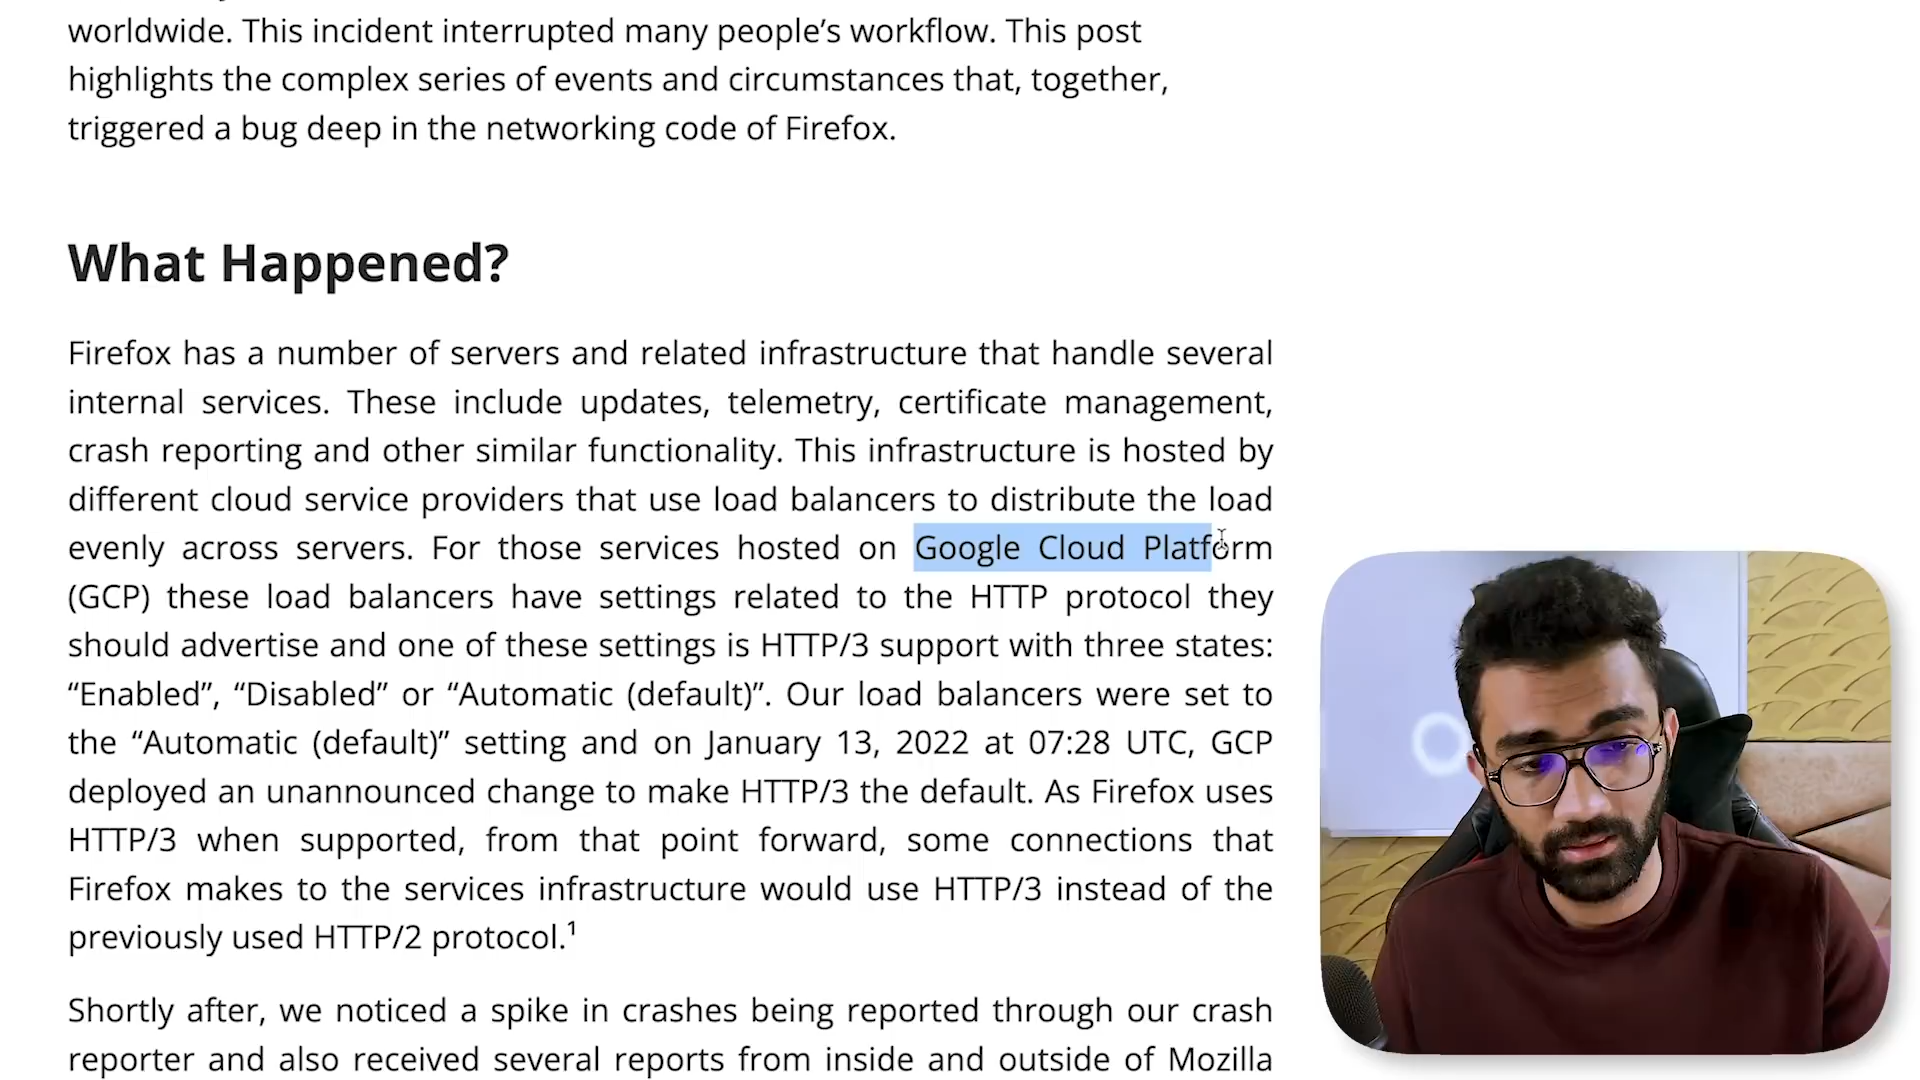 worldwide. This incident interrupted many people’s workflow. This post
highlights the complex series of events and circumstances that, together,
triggered a bug deep in the networking code of Firefox.
What Happened?
Firefox has a number of servers and related infrastructure that handle several
internal services. These include updates, telemetry, certificate management,
crash reporting and other similar functionality. This infrastructure is hosted by
different cloud service providers that use load balancers to distribute the load
evenly across servers. For those services hosted on Google Cloud Platform
(GCP) these load balancers have settings related to the HTTP protocol they
should advertise and one of these settings is HTTP/3 support with three states:
“Enabled”, “Disabled” or “Automatic (default)”. Our load balancers were set to
the “Automatic (default)” setting and on January 13, 2022 at 07:28 UTC, GCP
deployed an unannounced change to make HTTP/3 the default. As Firefox uses
HTTP/3 when supported, from that point forward, some connections that
Firefox makes to the services infrastructure would use HTTP/3 instead of the
previously used HTTP/2 protocol.¹
Shortly after, we noticed a spike in crashes being reported through our crash
reporter and also received several reports from inside and outside of Mozilla